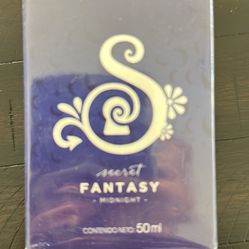 S
secret
FANTASY
- MIDNIGHT -
CONTENIDO NETO: 50ml